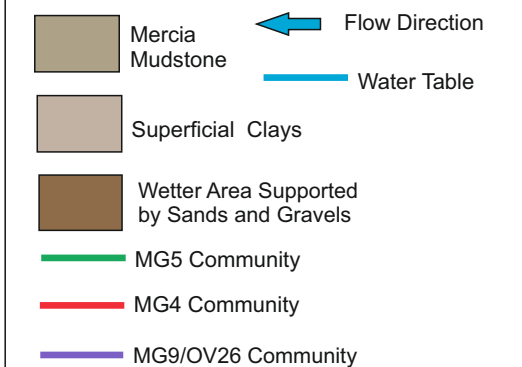 Mercia
Mudstone
Flow Direction
Water Table
Superficial Clays
Wetter Area Supported
by Sands and Gravels
MG5 Community
MG4 Community
MG9/OV26 Community